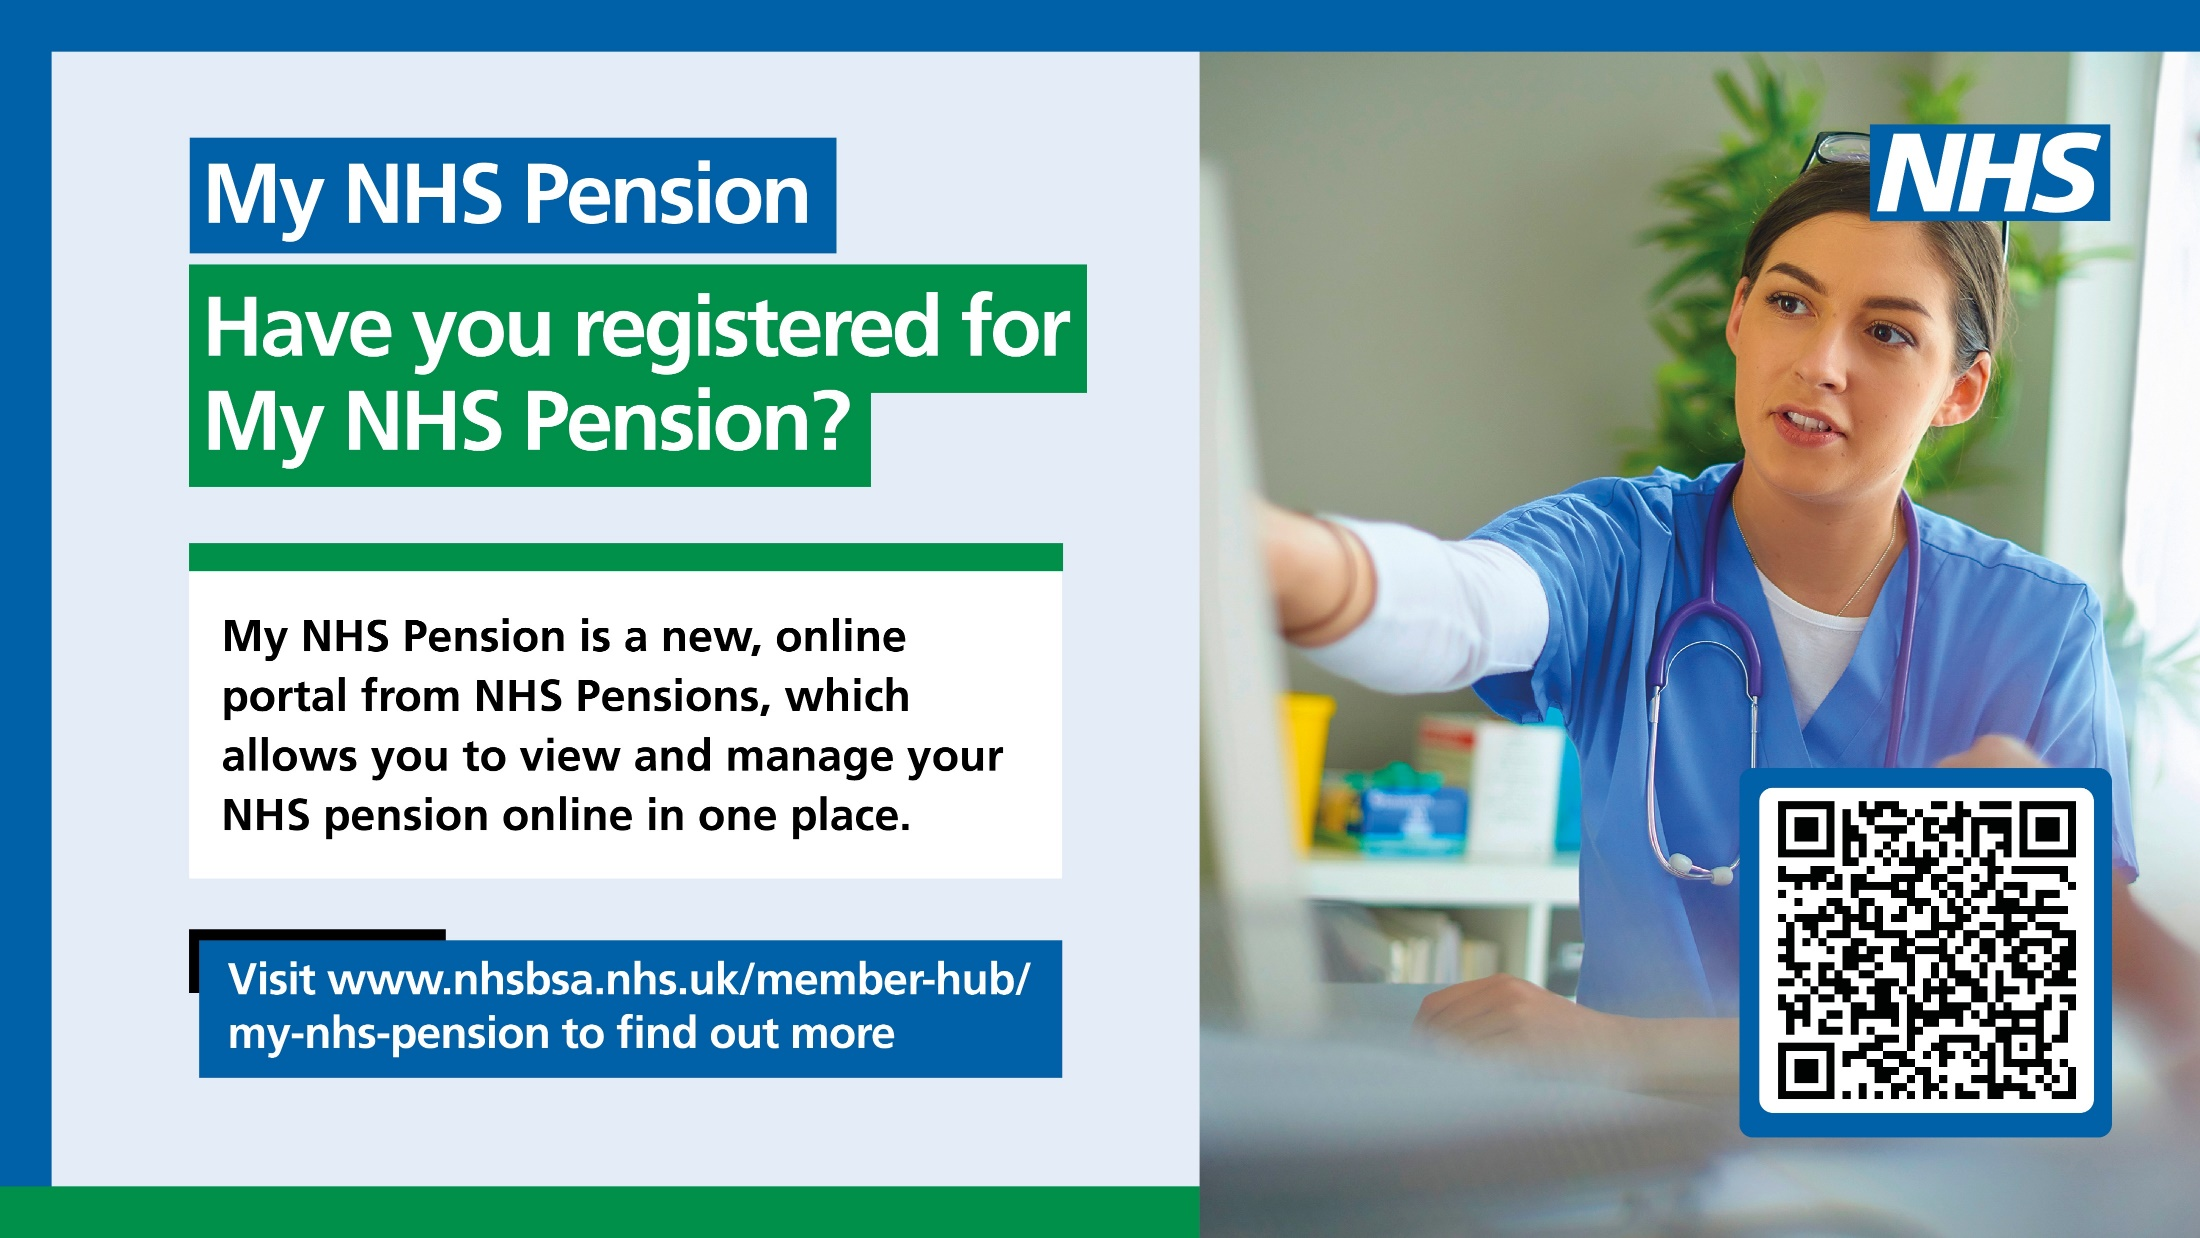 My NHS Pension
Have you registered for
My NHS Pension?
My NHS Pension is a new, online
portal from NHS Pensions, which
allows you to view and manage your
NHS pension online in one place.
Visit www.nhsbsa.nhs.uk/member-hub/
my-nhs-pension to find out more
NHS